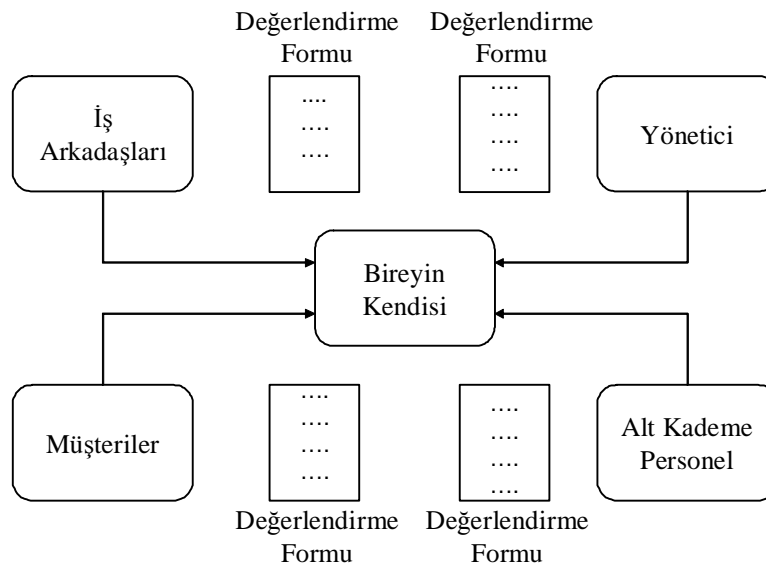 Değerlendirme
Formu
Değerlendirme
Formu
İş
Arkadaşları
....
....
....
....
....
....
....
Yönetici
Bireyin
Kendisi
Müşteriler
....
....
....
....
....
....
....
....
Alt Kademe
Personel
Değerlendirme
Formu
Değerlendirme
Formu